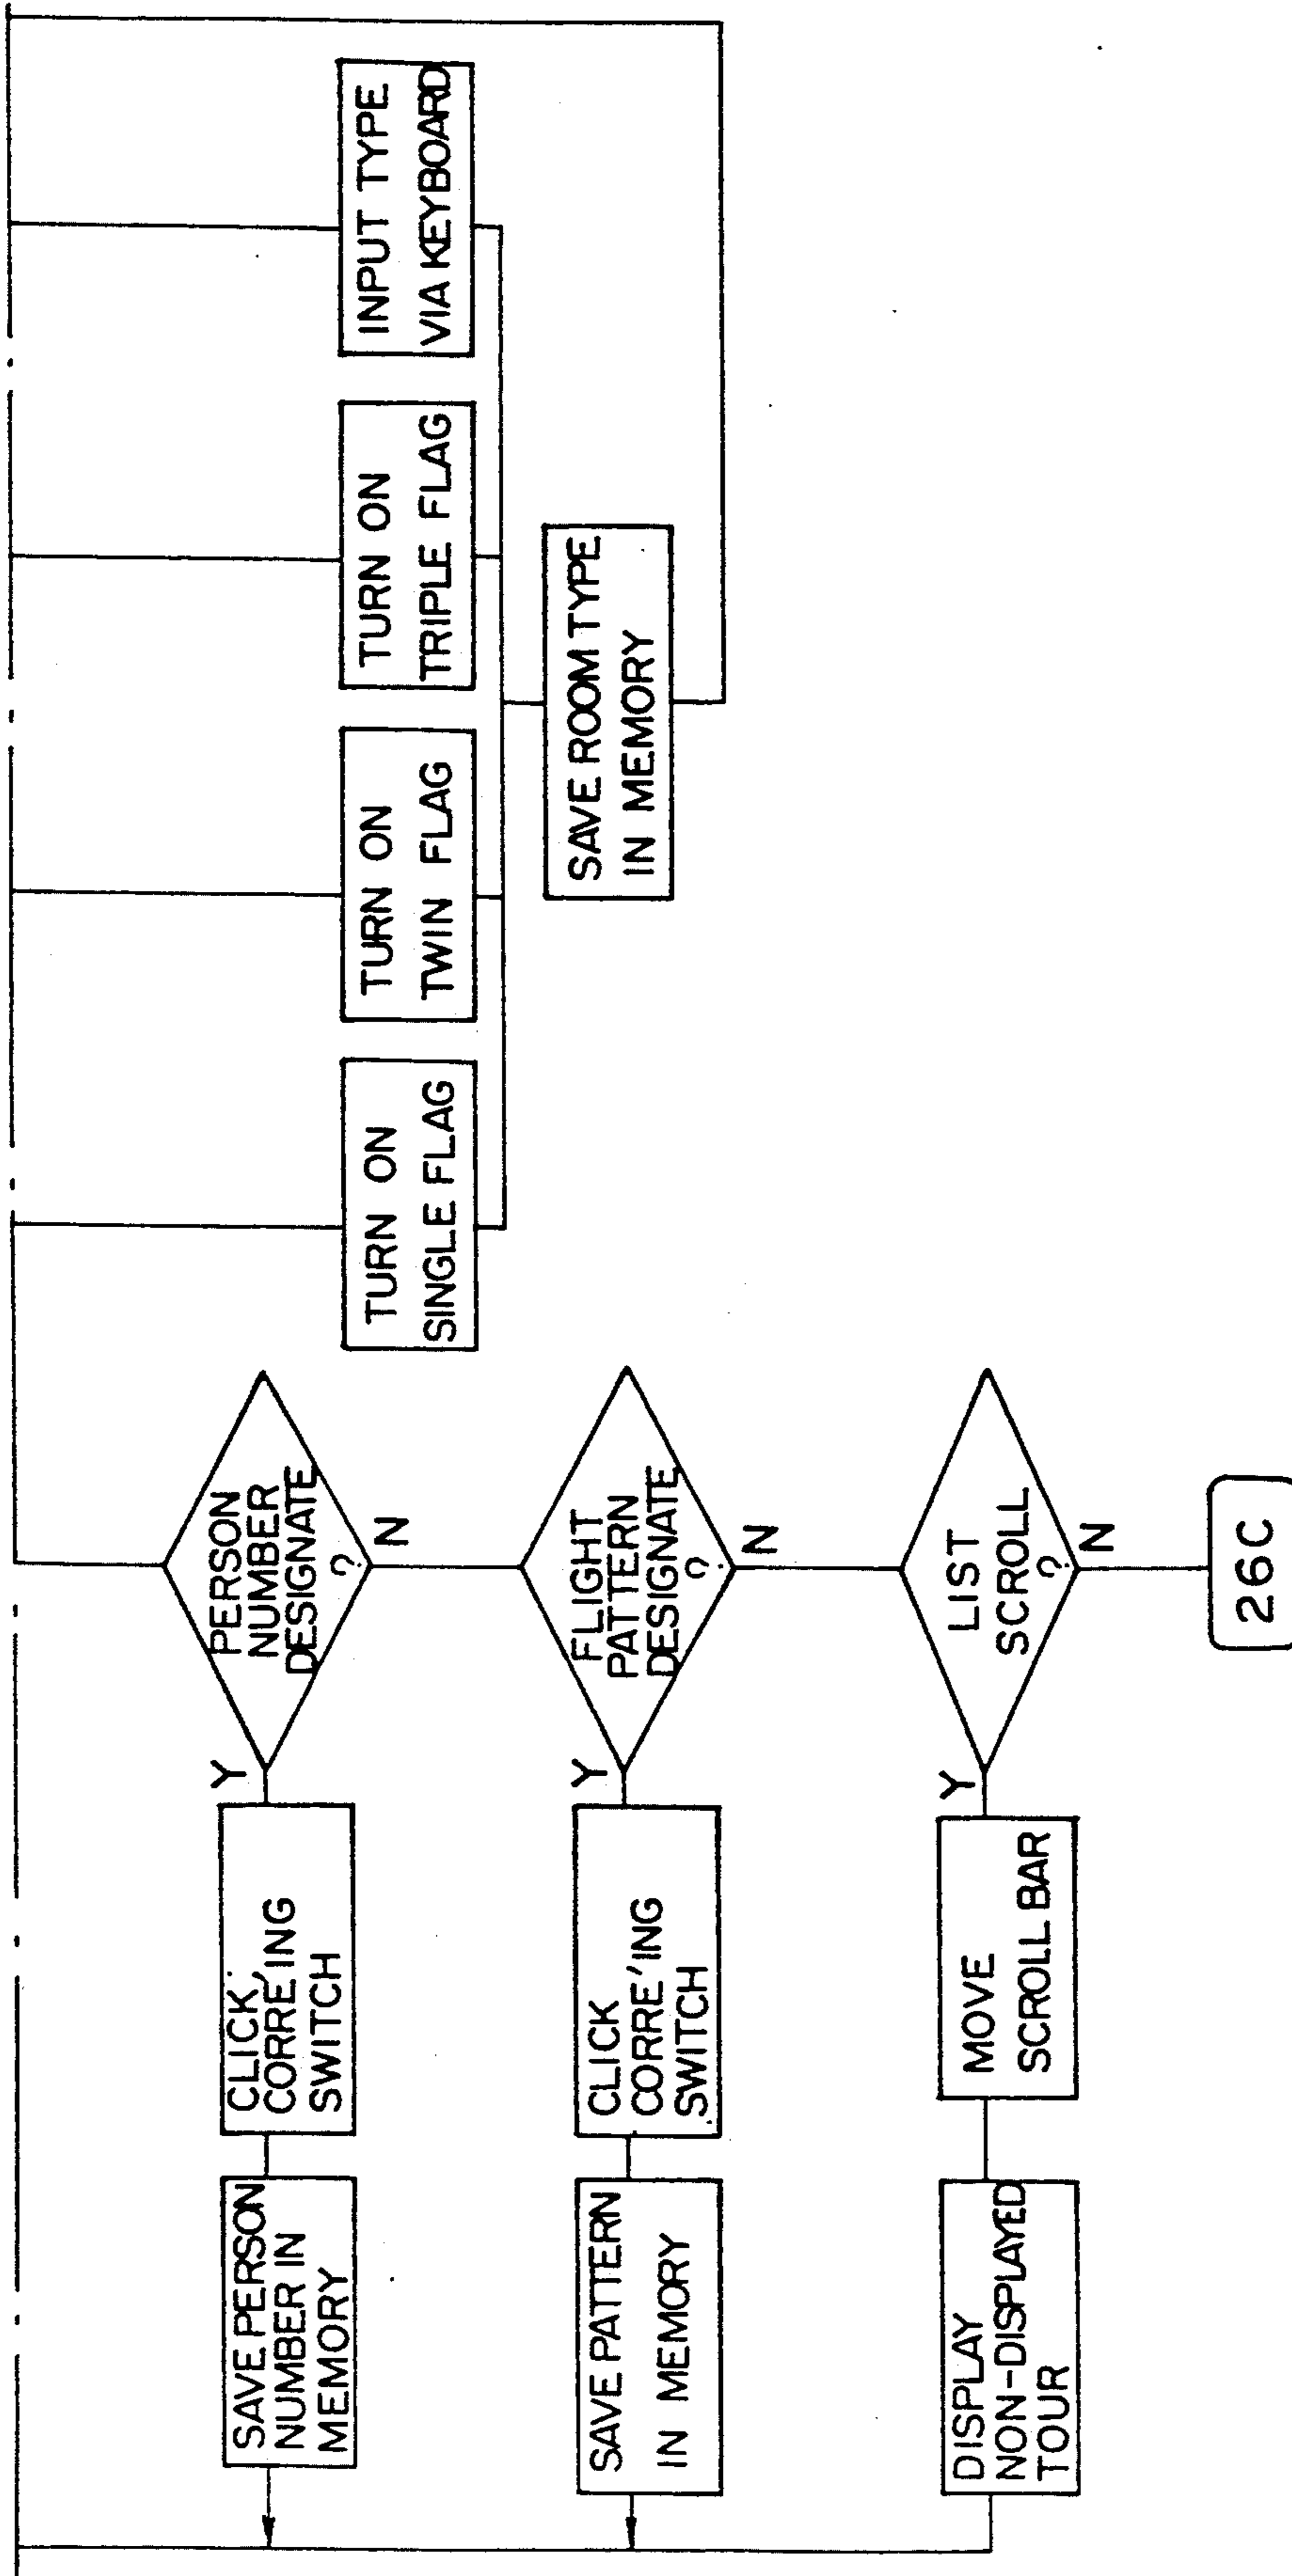 SAVE PERSON
NUMBER IN
MEMORY
CLICK
CORRE'ING
SWITCH
Y
PERSON
NUMBER
DESIGNATE
?
N
TURN ON
SINGLE FLAG
TURN ON
TWIN FLAG
TURN ON
TRIPLE FLAG
INPUT TYPE
VIA KEYBOARD
SAVE PATTERN
IN MEMORY
CLICK
CORRE'ING
SWITCH
Y
FLIGHT
PATTERN
DESIGNATE
?
N
SAVE ROOM TYPE
IN MEMORY
DISPLAY
NON-DISPLAYED
TOUR
MOVE
SCROLL BAR
Y
LIST
SCROLL
?
N
26C